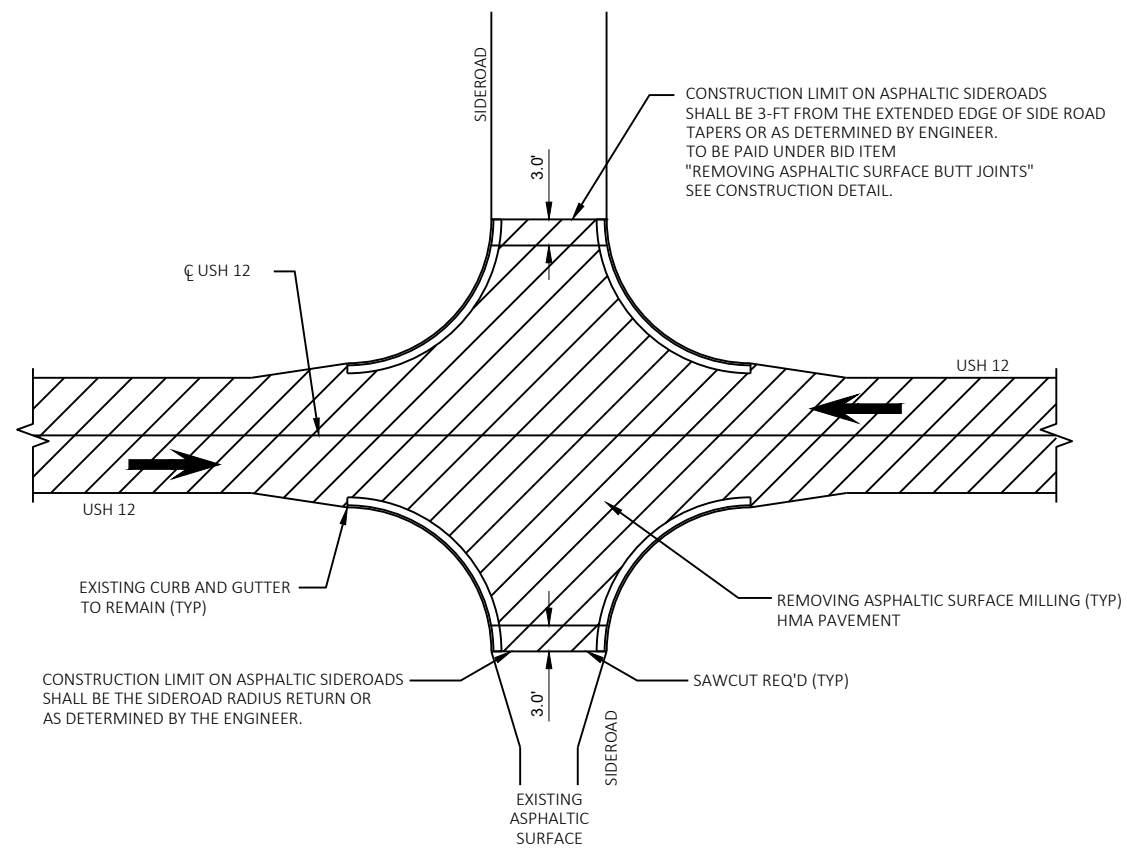 SIDEROAD
CONSTRUCTION LIMIT ON ASPHALTIC SIDEROADS
SHALL BE 3-FT FROM THE EXTENDED EDGE OF SIDE ROAD
TAPERS OR AS DETERMINED BY ENGINEER.
TO BE PAID UNDER BID ITEM
"REMOVING ASPHALTIC SURFACE BUTT JOINTS"
SEE CONSTRUCTION DETAIL.
3.0'
℄ USH 12
USH 12
USH 12
EXISTING CURB AND GUTTER
TO REMAIN (TYP)
REMOVING ASPHALTIC SURFACE MILLING (TYP)
HMA PAVEMENT
CONSTRUCTION LIMIT ON ASPHALTIC SIDEROADS
SHALL BE THE SIDEROAD RADIUS RETURN OR
AS DETERMINED BY THE ENGINEER.
SAWCUT REQ'D (TYP)
3.0'
SIDEROAD
EXISTING
ASPHALTIC
SURFACE